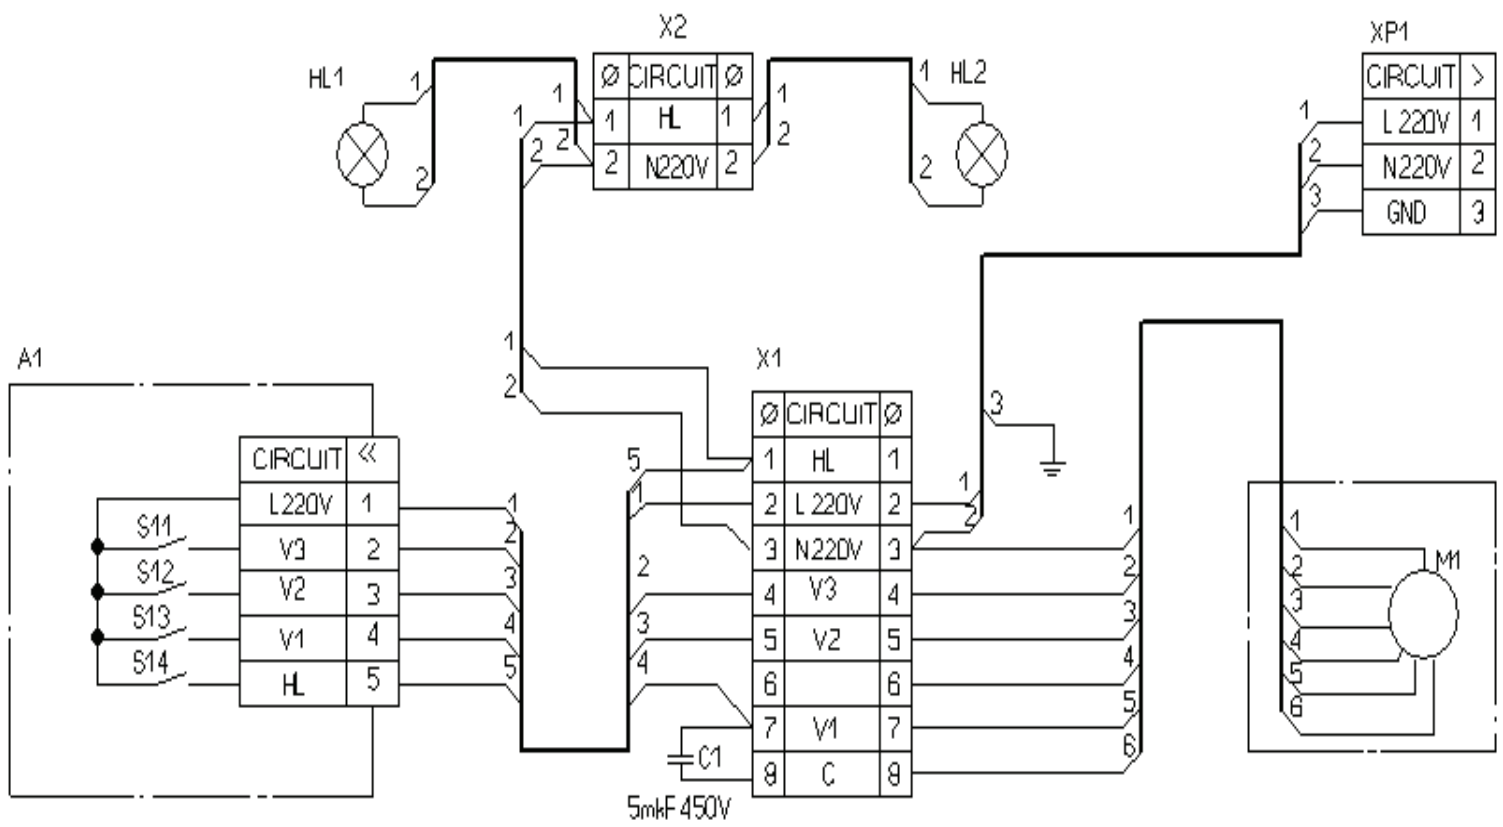 X2
XP1
HL1
1
Ø CIRCUIT Ø
1 HL 1
2 N220V 2
1
2
1
2
2
1
2
1
2
1 HL2
2
CIRCUIT >
L 220V 1
N220V 2
GND 3
1
2
3
A1
1
2
X1
3
Ø CIRCUIT Ø
1 HL 1
2 L 220V 2
3 N220V 3
4 V3 4
5 V2 5
6 6
7 V1 7
8 C 8
CIRCUIT «
L220V 1
V3 2
V2 3
V1 4
HL 5
S11
S12
S13
S14
1
2
3
4
5
5
1
2
3
4
C1
5mkF 450V
1
2
1
2
3
4
5
6
1
2
3
4
5
6
M1